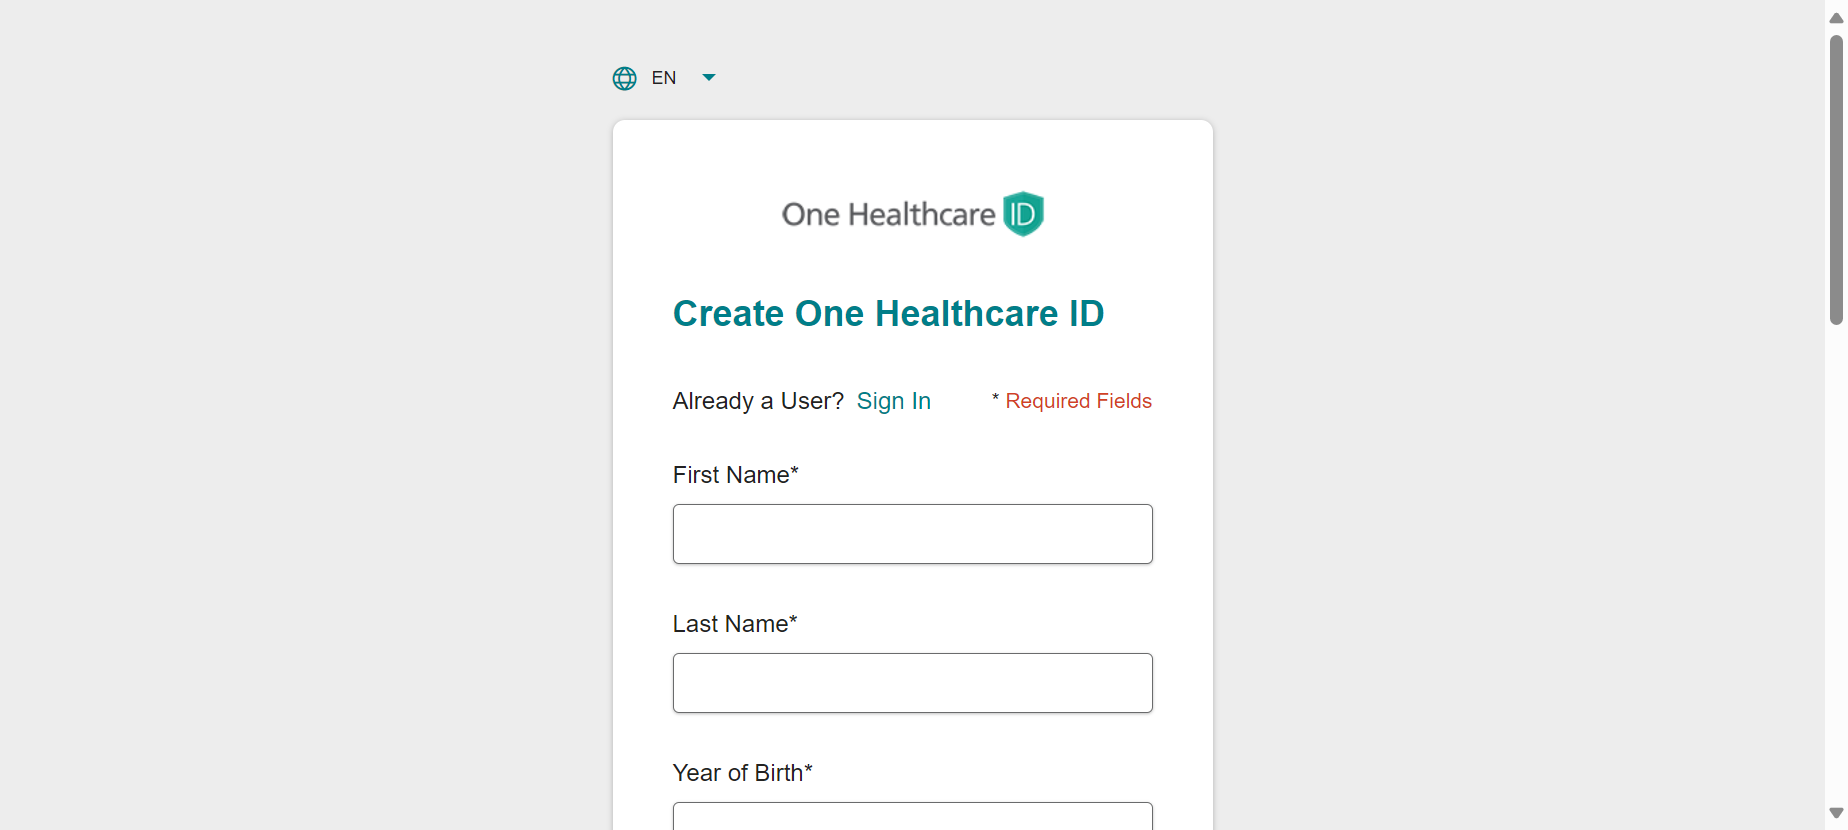 EN
One Healthcare ID
Create One Healthcare ID
Already a User? Sign In * Required Fields
First Name*
Last Name*
Year of Birth*